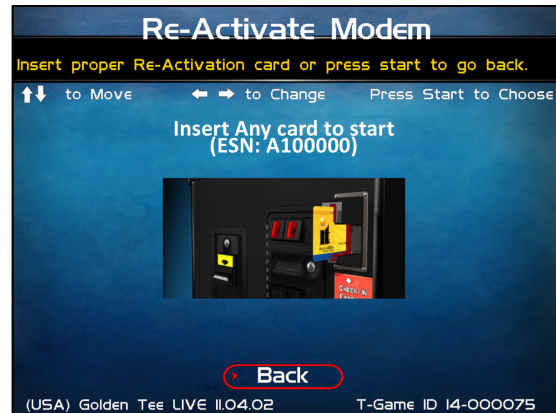 Re-Activate Modem
Insert proper Re-Activation card or press start to go back.
to Move to Change Press Start to Choose
Insert Any card to start
(ESN: A100000)
CHECK-IN
Back
(USA) Golden Tee LIVE 11.04.02 T-Game ID 14-000075